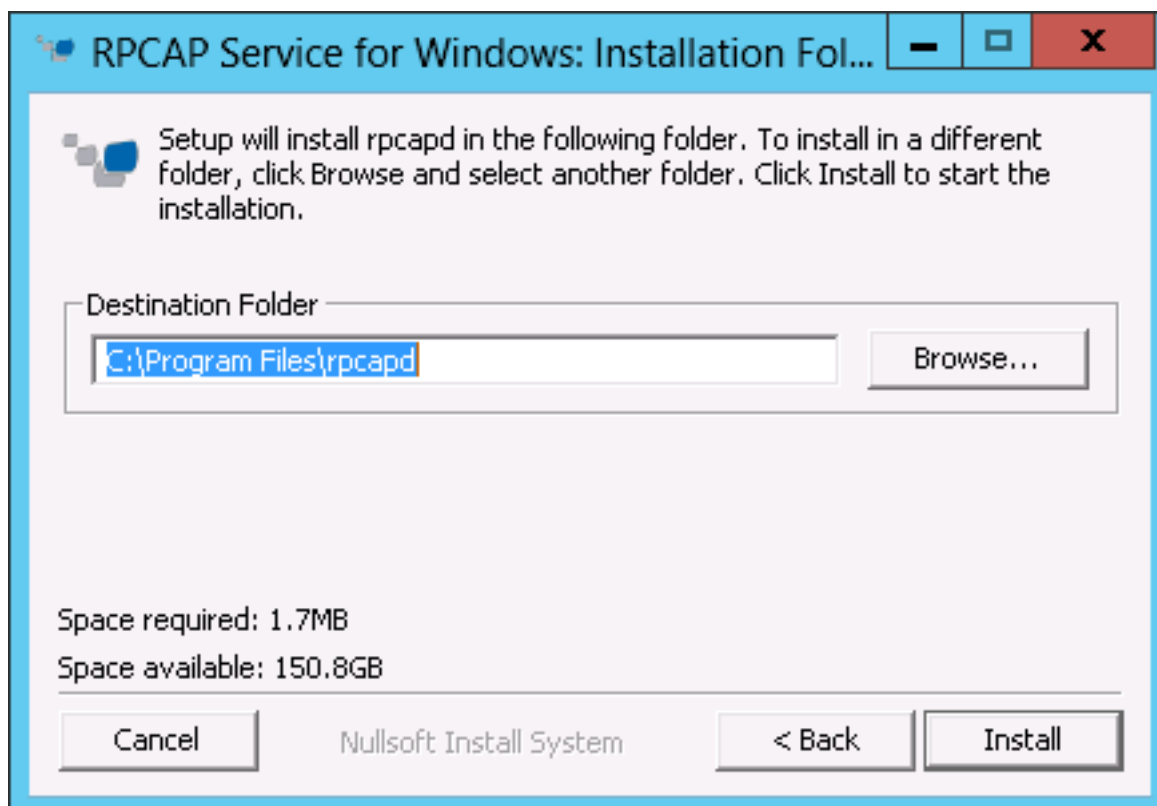 RPCAP Service for Windows: Installation Fol...
Setup will install rpcapd in the following folder. To install in a different
folder, click Browse and select another folder. Click Install to start the
installation.
Destination Folder
C:\Program Files\rpcapd
Browse...
Space required: 1.7MB
Space available: 150.8GB
Cancel
Nullsoft Install System
< Back
Install